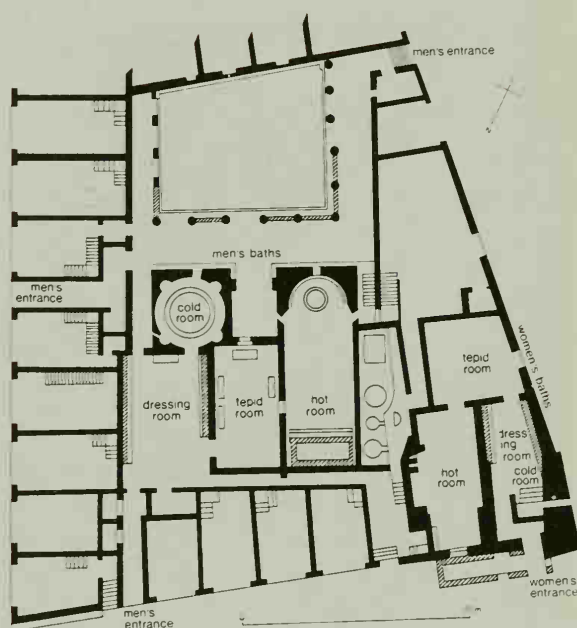 men's entrance
z
men's baths
men's
entrance
cold
room
tepid
room
women's baths
dressing
room
tepid
room
hot
room
dress
ing
room
cold
room
hot
room
women's
entrance
men's
entrance